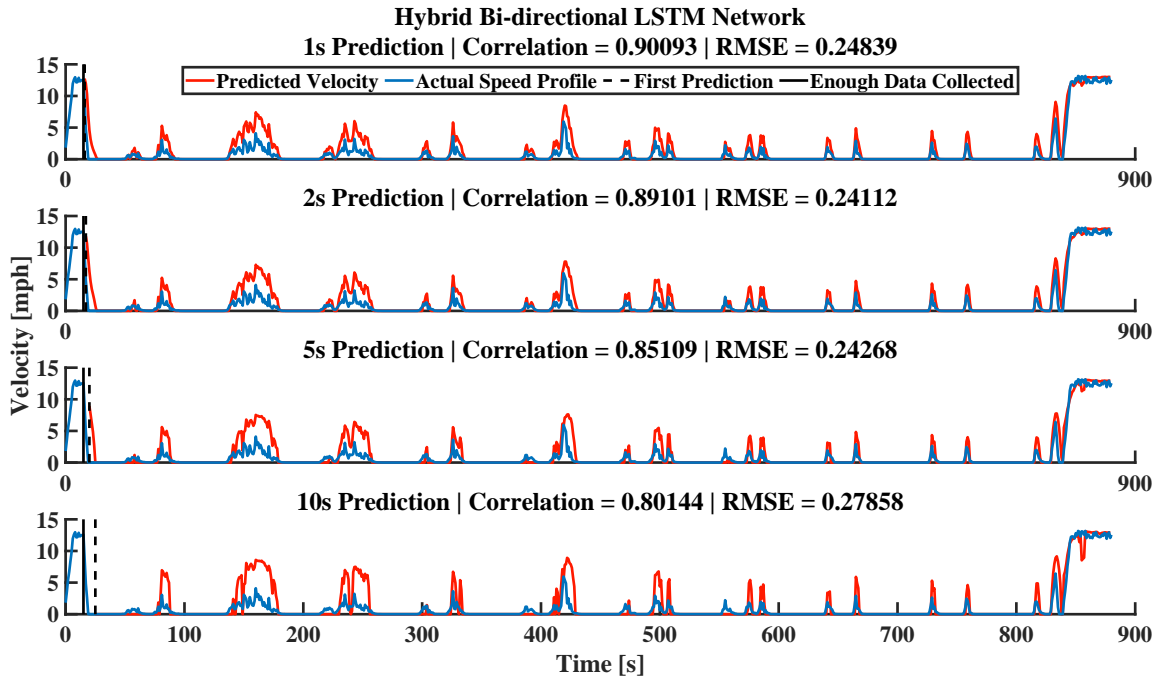 Hybrid Bi-directional LSTM Network
1s Prediction | Correlation = 0.90093 | RMSE = 0.24839
Predicted Velocity Actual Speed Profile First Prediction Enough Data Collected
15
10
5
0
0 900
2s Prediction | Correlation = 0.89101 | RMSE = 0.24112
15
10
5
0
0 900
5s Prediction | Correlation = 0.85109 | RMSE = 0.24268
15
10
5
0
0 900
10s Prediction | Correlation = 0.80144 | RMSE = 0.27858
15
10
5
0
0 100 200 300 400 500 600 700 800 900
Velocity [mph]
Time [s]